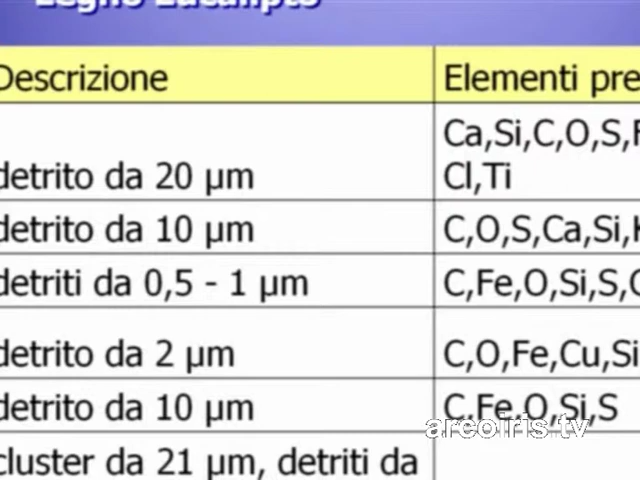 Legno Eucalipto
Descrizione
Elementi pre
Ca,Si,C,O,S,F
detrito da 20 µm
Cl,Ti
detrito da 10 µm
C,O,S,Ca,Si,K
detriti da 0,5 - 1 µm
C,Fe,O,Si,S,C
detrito da 2 µm
C,O,Fe,Cu,Si
detrito da 10 µm
C,Fe,O,Si,S
arcoiris.tv
cluster da 21 µm, detriti da